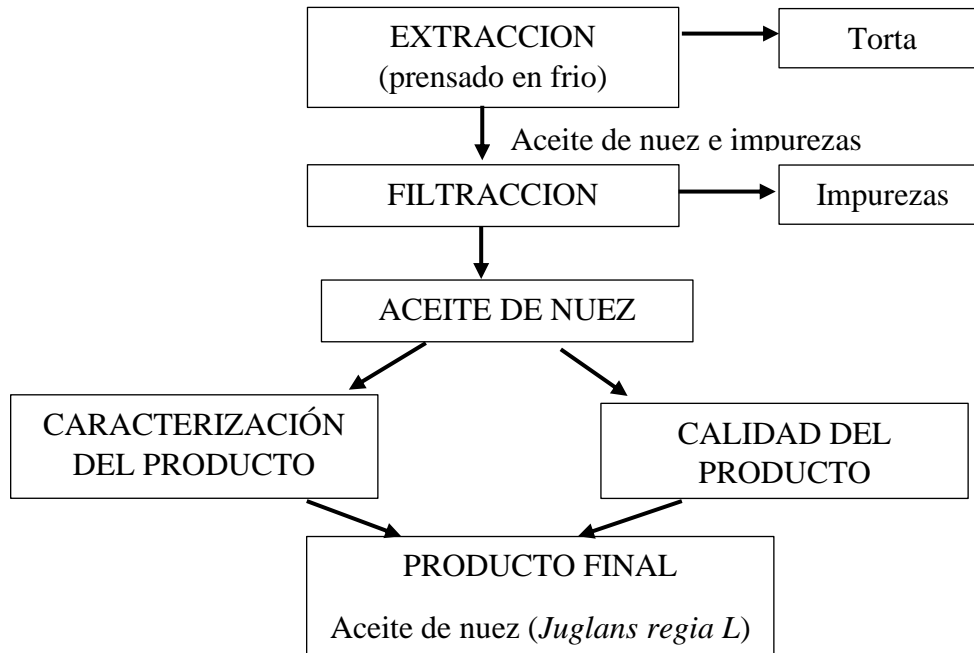 EXTRACCION
(prensado en frio)
Torta
Aceite de nuez e impurezas
FILTRACCION
Impurezas
ACEITE DE NUEZ
CARACTERIZACIÓN
DEL PRODUCTO
CALIDAD DEL
PRODUCTO
PRODUCTO FINAL
Aceite de nuez (Juglans regia L)